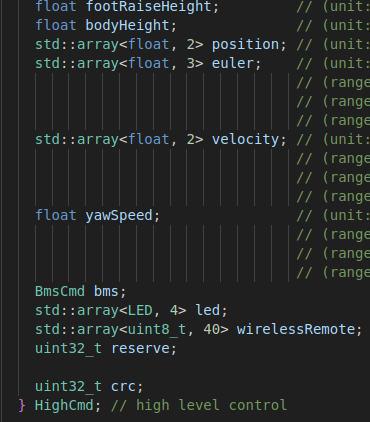 float footRaiseHeight; // (unit:
float bodyHeight; // (unit:
std::array<float, 2> position; // (unit:
std::array<float, 3> euler; // (unit:
// (range
// (range
// (range
std::array<float, 2> velocity; // (unit:
// (range
// (range
// (range
float yawSpeed; // (unit:
// (range
// (range
// (range
BmsCmd bms;
std::array<LED, 4> led;
std::array<uint8_t, 40> wirelessRemote;
uint32_t reserve;
uint32_t crc;
} HighCmd; // high level control